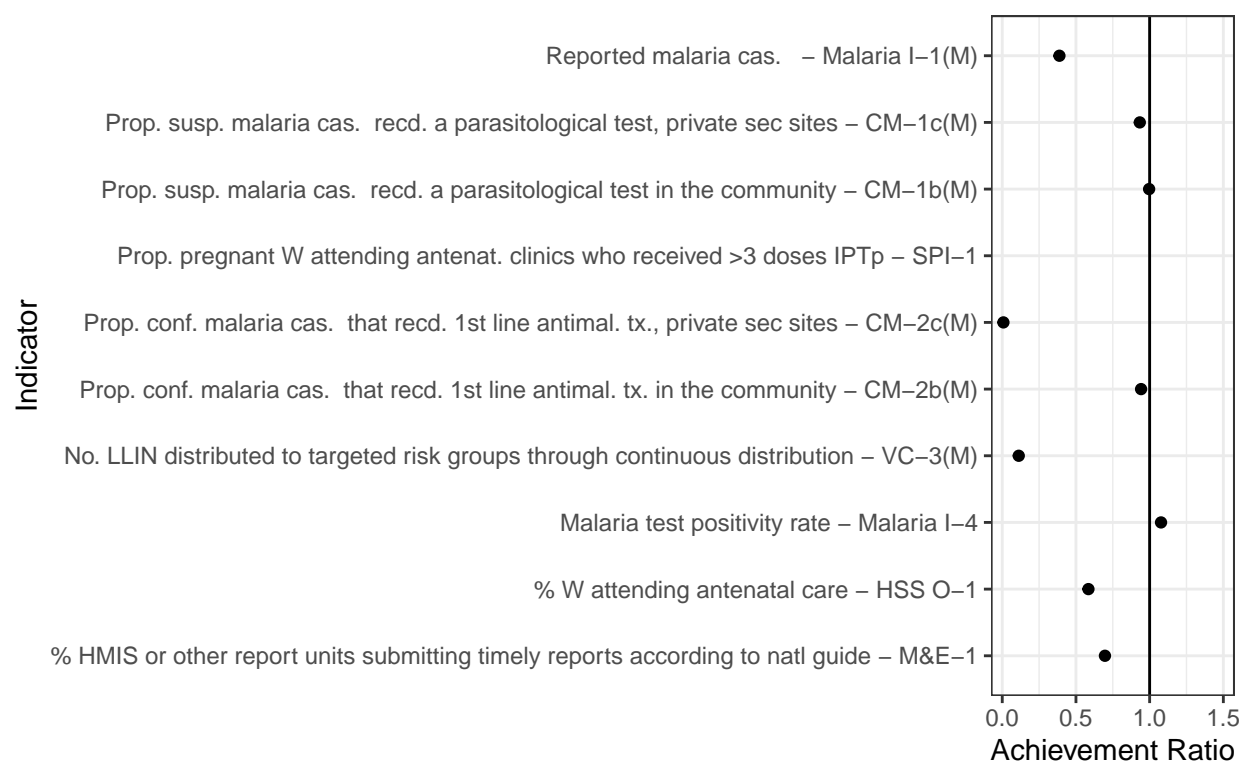 Reported malaria cas.   – Malaria I–1(M)
Prop. susp. malaria cas.  recd. a parasitological test, private sec sites – CM–1c(M)
Prop. susp. malaria cas.  recd. a parasitological test in the community – CM–1b(M)
Prop. pregnant W attending antenat. clinics who received >3 doses IPTp – SPI–1
Prop. conf. malaria cas.  that recd. 1st line antimal. tx., private sec sites – CM–2c(M)
Prop. conf. malaria cas.  that recd. 1st line antimal. tx. in the community – CM–2b(M)
No. LLIN distributed to targeted risk groups through continuous distribution – VC–3(M)
Malaria test positivity rate – Malaria I–4
% W attending antenatal care – HSS O–1
% HMIS or other report units submitting timely reports according to natl guide – M&E–1
Indicator
0.0 0.5 1.0 1.5
Achievement Ratio